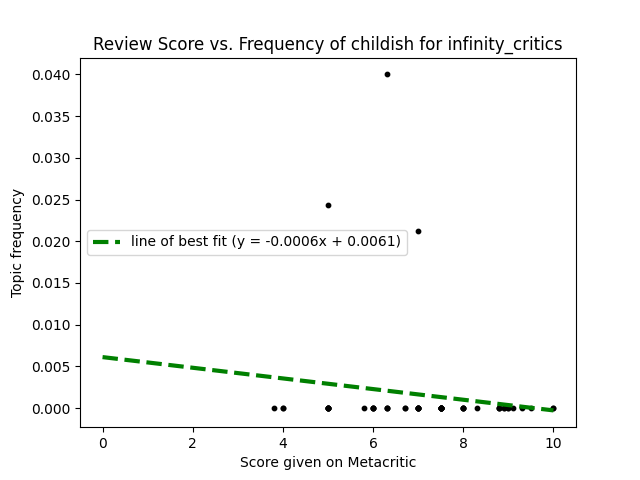 Review Score vs. Frequency of childish for infinity_critics
Topic frequency
0.040
0.035
0.030
0.025
0.020
0.015
0.010
0.005
0.000
line of best fit (y = -0.0006x + 0.0061)
0 2 4 6 8 10
Score given on Metacritic